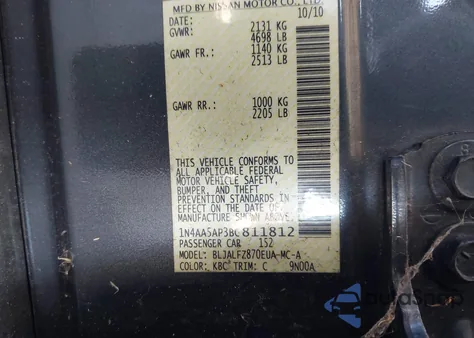 MFD BY NISSAN MOTOR CO., LTD.
DATE: 10/10
GVWR: 2131 KG
4698 LB
GAWR FR.: 1140 KG
2513 LB
GAWR RR.: 1000 KG
2205 LB
THIS VEHICLE CONFORMS TO
ALL APPLICABLE FEDERAL
MOTOR VEHICLE SAFETY,
BUMPER, AND THEFT
PREVENTION STANDARDS IN
EFFECT ON THE DATE OF
MANUFACTURE SHOWN ABOVE.
1N4AA5AP3BC811812
PASSENGER CAR 152
MODEL: BLJALFZ870EUA-MC-A
COLOR: KBC TRIM: C 9N00A
autoSnap